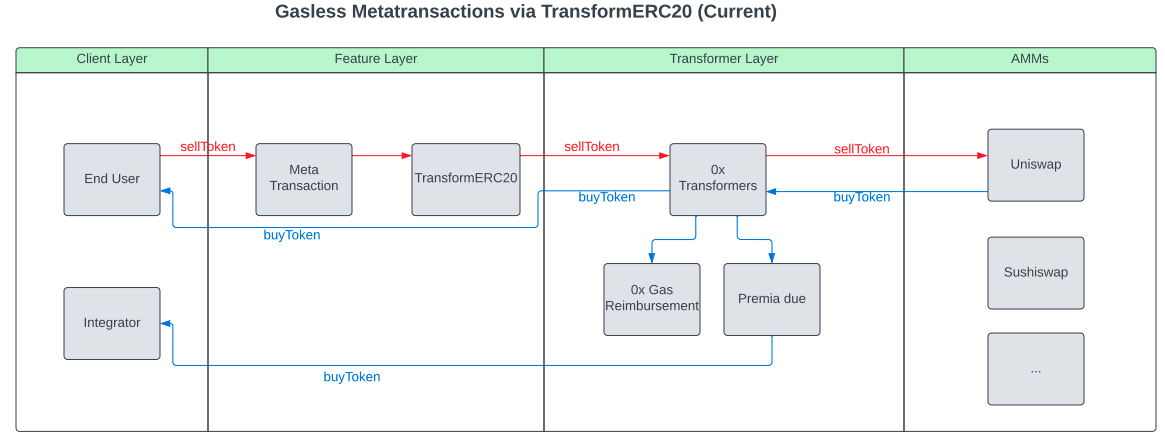 Gasless Metatransactions via TransformERC20 (Current)
Client Layer
Feature Layer
Transformer Layer
AMMs
sellToken
sellToken
sellToken
End User
Meta
Transaction
TransformERC20
0x
Transformers
Uniswap
buyToken
buyToken
buyToken
Integrator
0x Gas
Reimbursement
Premia due
Sushiswap
buyToken
...